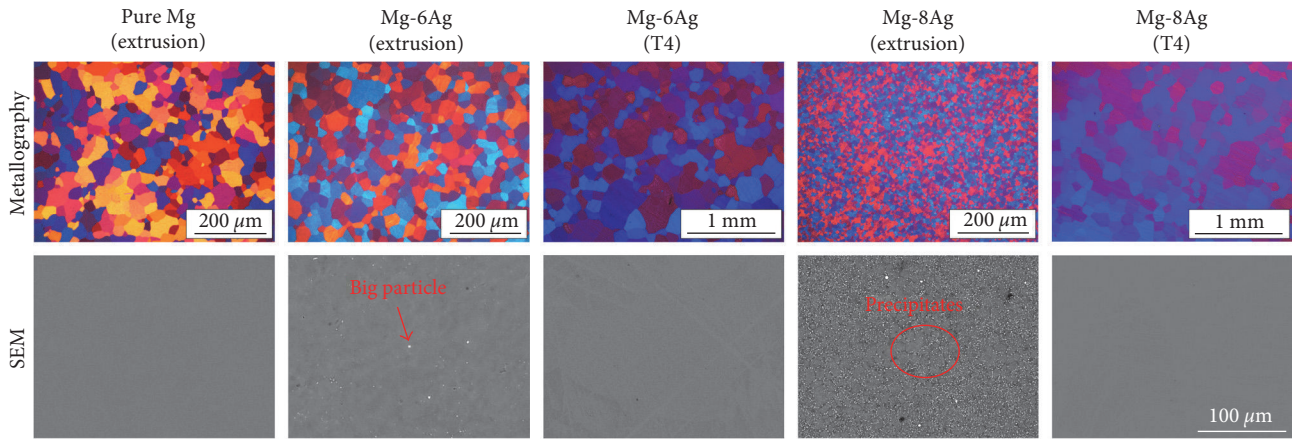 Pure Mg
(extrusion)
Mg-6Ag
(extrusion)
Mg-6Ag
(T4)
Mg-8Ag
(extrusion)
Mg-8Ag
(T4)
Metallography
200 μm
200 μm
1 mm
200 μm
1 mm
SEM
Big particle
Precipitates
100 μm